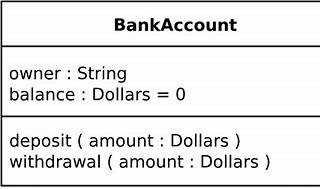 BankAccount
owner : String
balance : Dollars = 0
deposit ( amount : Dollars )
withdrawal ( amount : Dollars )